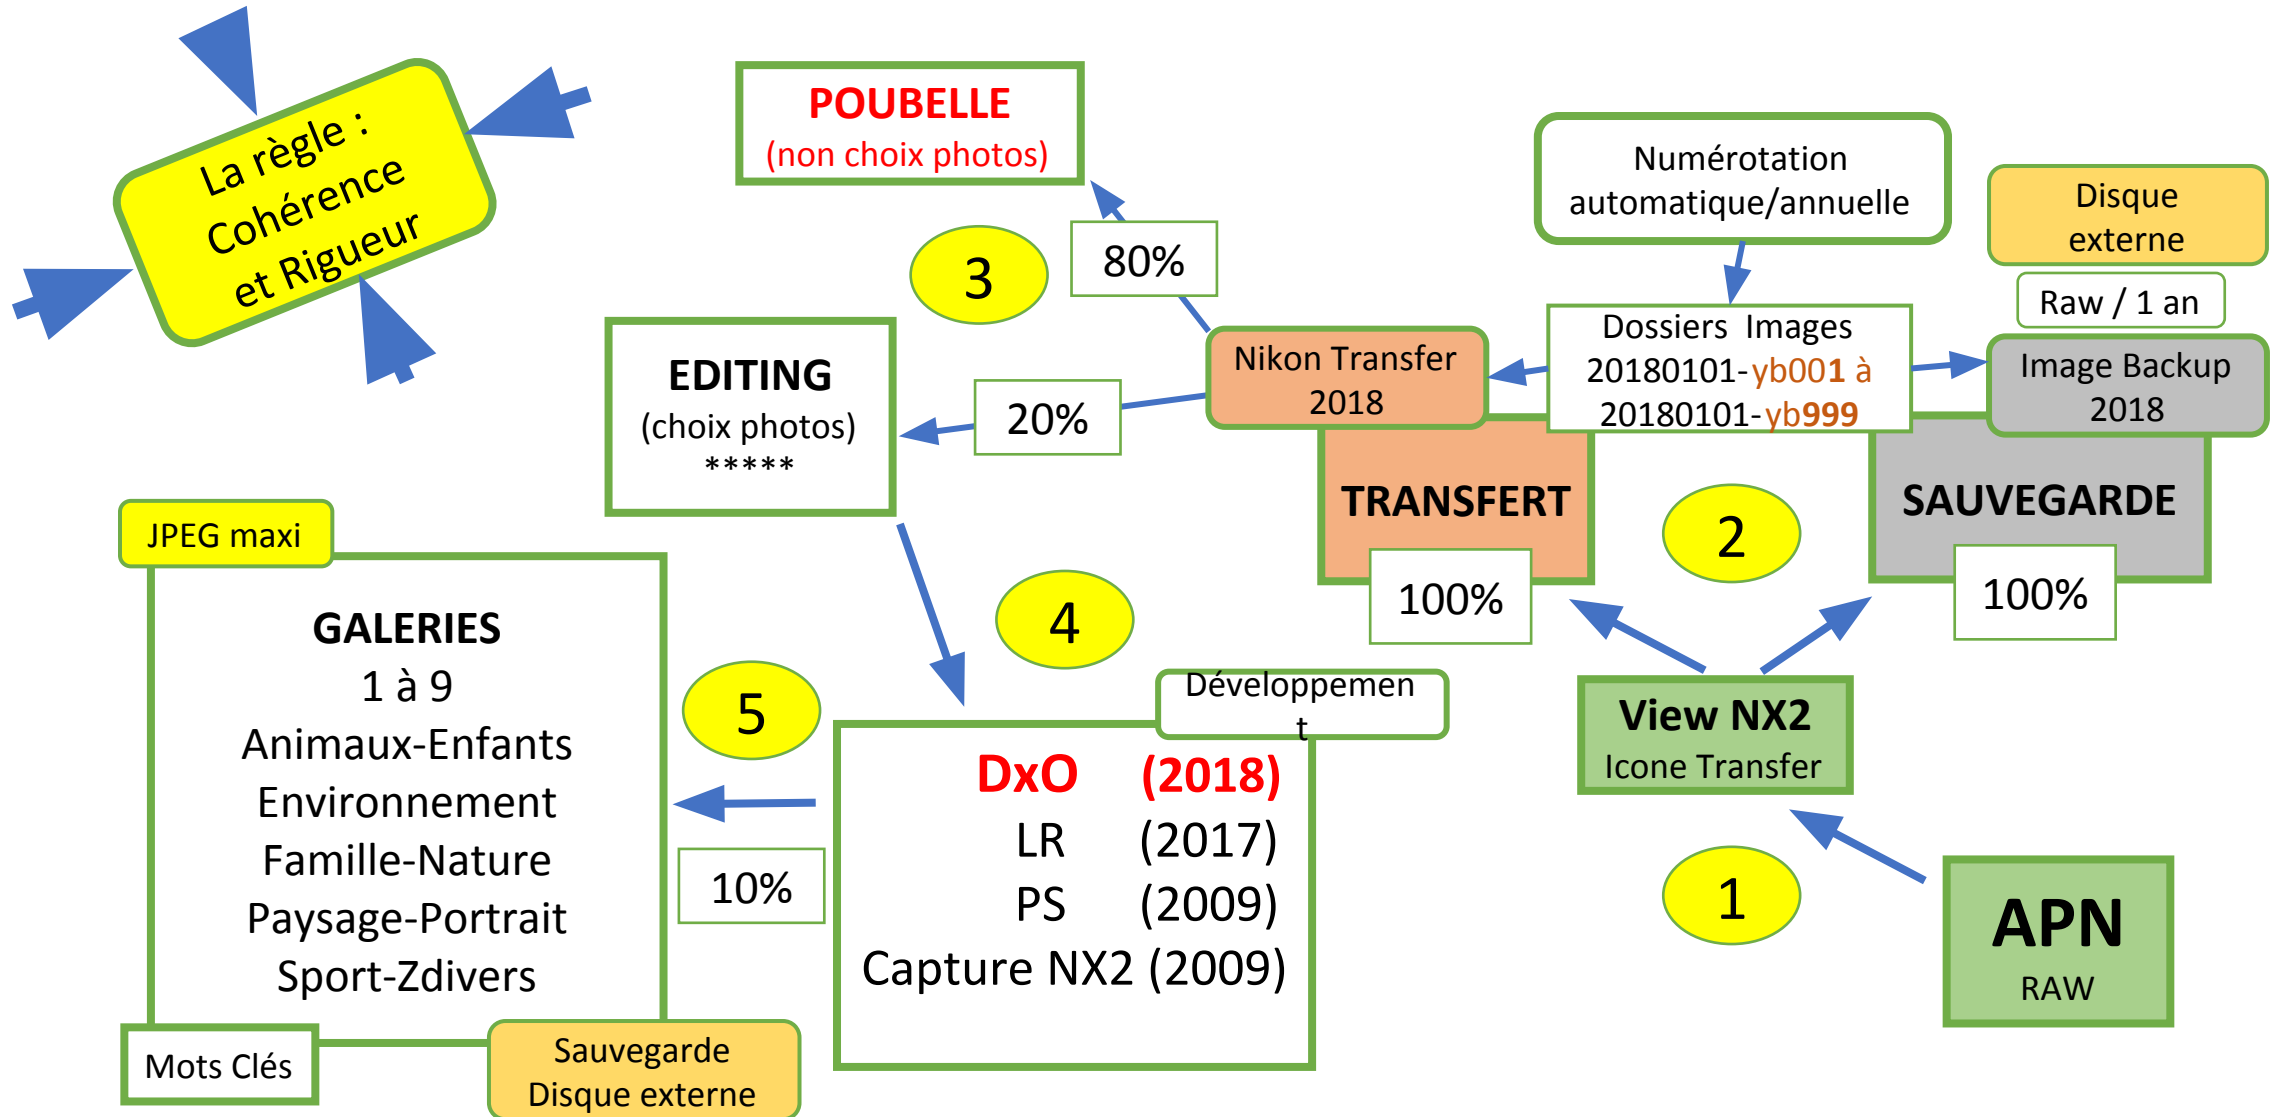 La règle :
Cohérence
et Rigueur
POUBELLE
(non choix photos)
Numérotation
automatique/annuelle
Disque
externe
Raw / 1 an
3
80%
Dossiers Images
20180101-yb001 à
20180101-yb999
Nikon Transfer
2018
Image Backup
2018
EDITING
(choix photos)
*****
20%
TRANSFERT
100%
2
SAUVEGARDE
100%
JPEG maxi
GALERIES
1 à 9
Animaux-Enfants
Environnement
Famille-Nature
Paysage-Portrait
Sport-Zdivers
Mots Clés
Sauvegarde
Disque externe
4
5
10%
Développemen
t
DxO (2018)
LR (2017)
PS (2009)
Capture NX2 (2009)
View NX2
Icone Transfer
1
APN
RAW